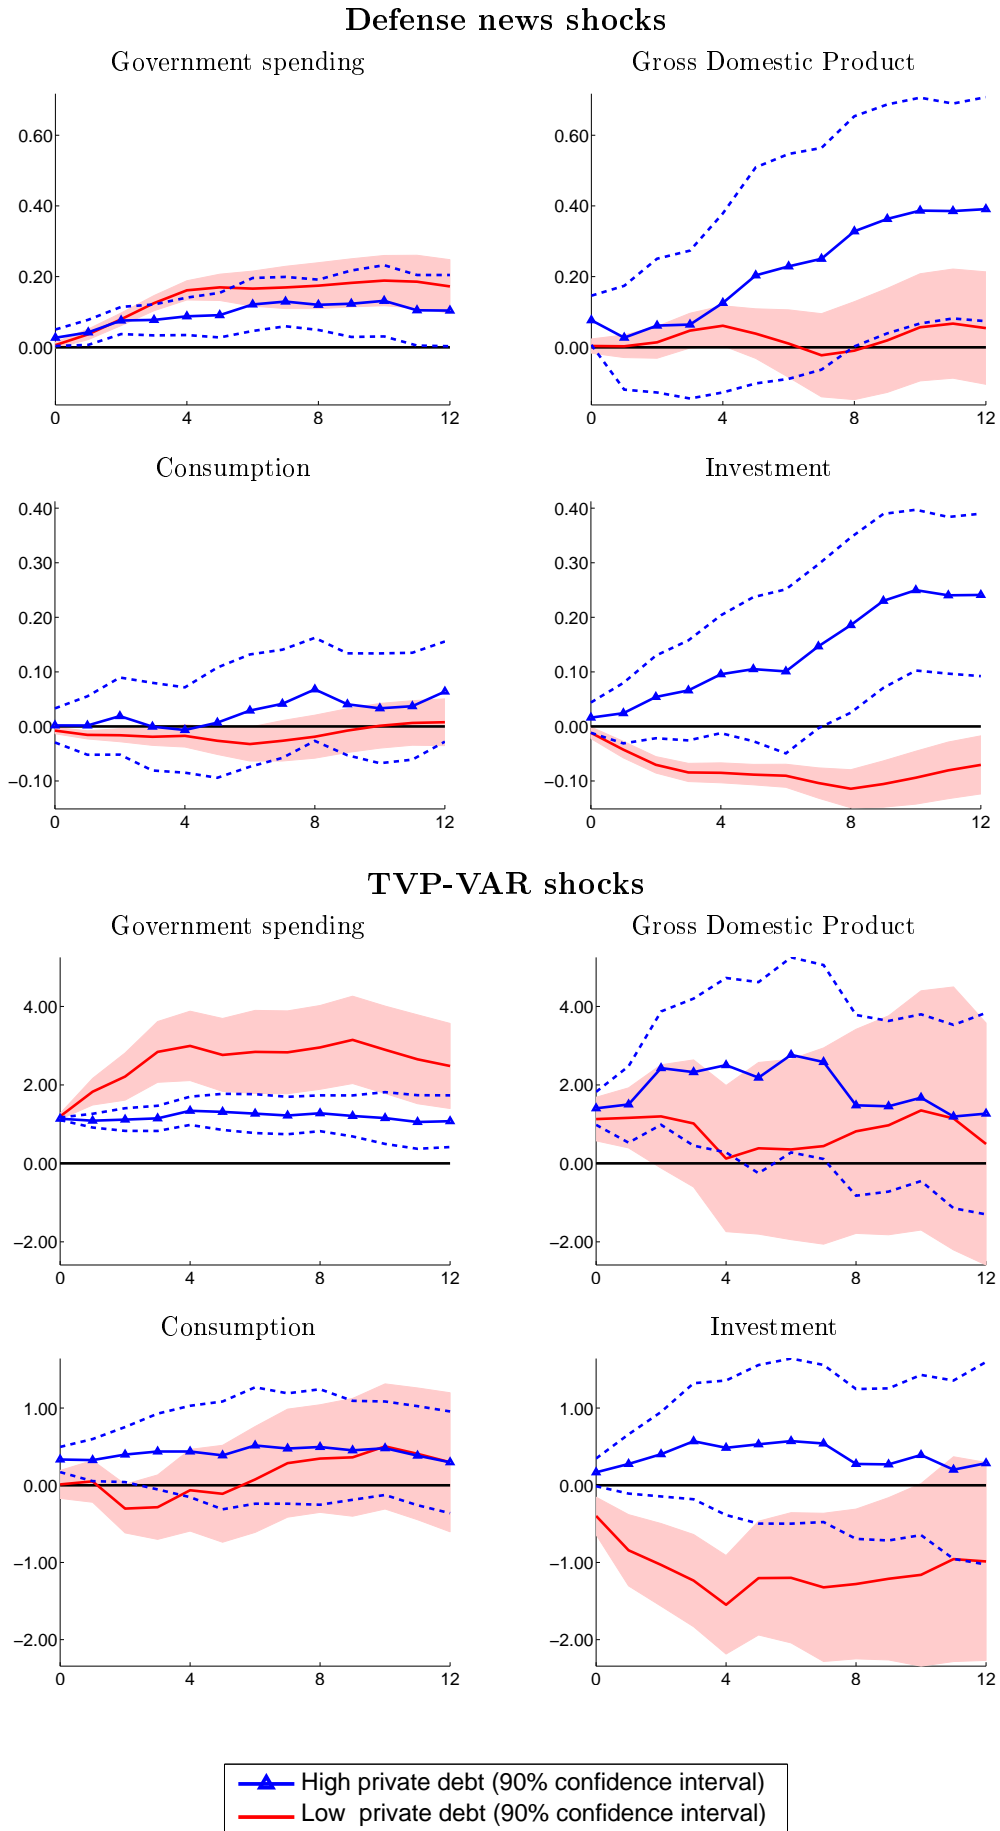 Defense news shocks
Government spending
Gross Domestic Product
0.60
0.40
0.20
0.00
0 4 8 12
0.60
0.40
0.20
0.00
0 4 8 12
Consumption
Investment
0.40
0.30
0.20
0.10
0.00
−0.10
0 4 8 12
0.40
0.30
0.20
0.10
0.00
−0.10
0 4 8 12
TVP-VAR shocks
Government spending
Gross Domestic Product
4.00
2.00
0.00
−2.00
0 4 8 12
4.00
2.00
0.00
−2.00
0 4 8 12
Consumption
Investment
1.00
0.00
−1.00
−2.00
0 4 8 12
1.00
0.00
−1.00
−2.00
0 4 8 12
High private debt (90% confidence interval)
Low private debt (90% confidence interval)